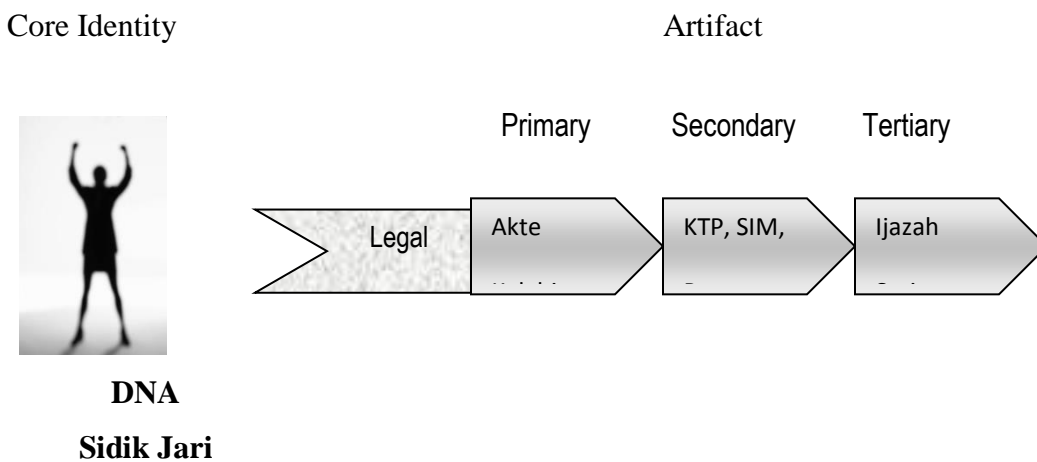 Core Identity
Artifact
Primary
Secondary
Tertiary
Legal
Akte
KTP, SIM,
Ijazah
DNA
Sidik Jari